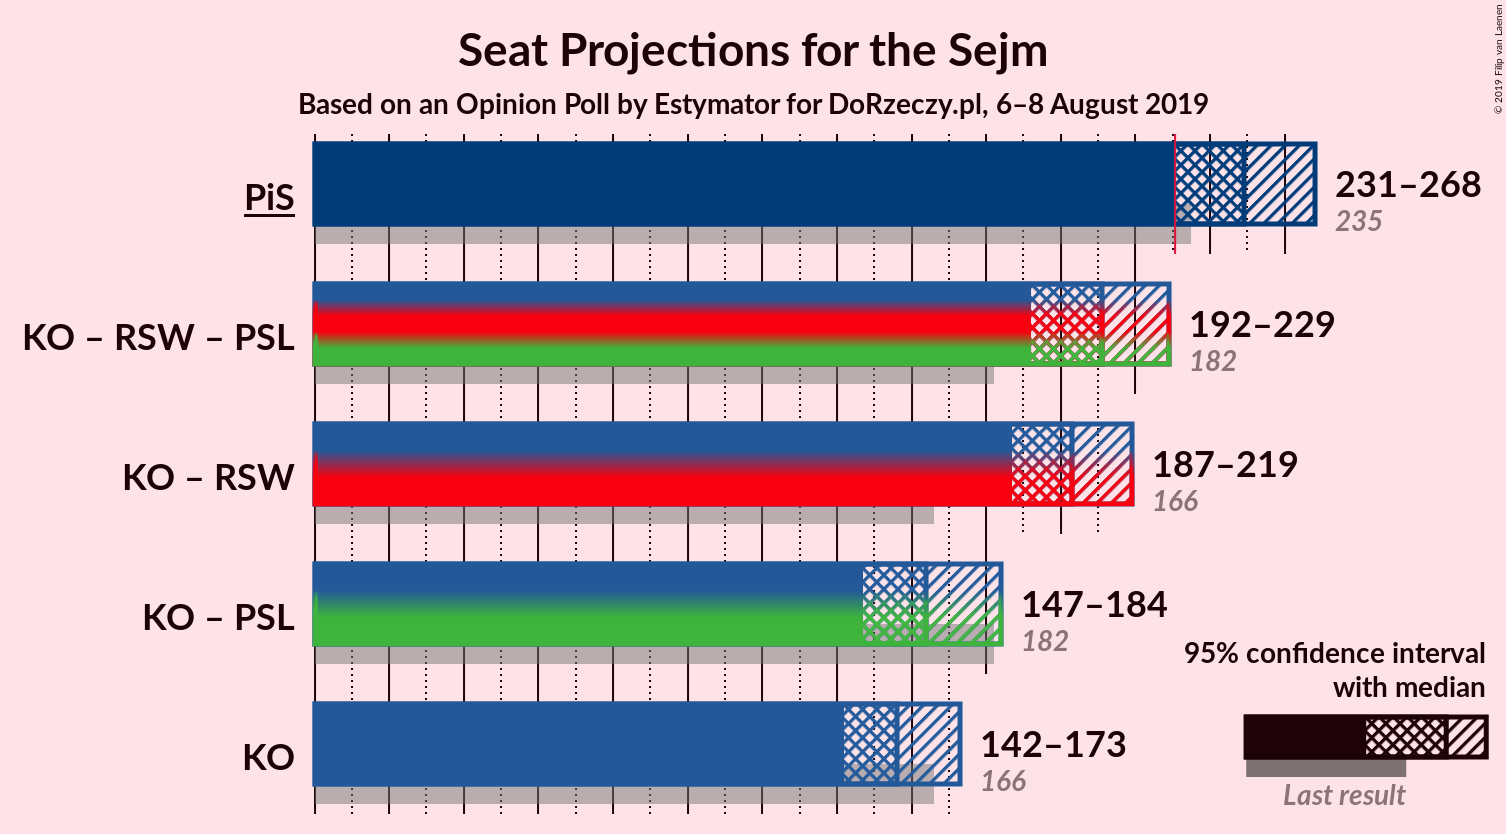 Seat Projections for the Sejm
Based on an Opinion Poll by Estymator for DoRzeczy.pl, 6–8 August 2019
© 2019 Filip van Laenen
PiS
231–268
235
KO – RSW – PSL
192–229
182
KO – RSW
187–219
166
KO – PSL
147–184
182
KO
142–173
166
95% confidence interval
with median
Last result